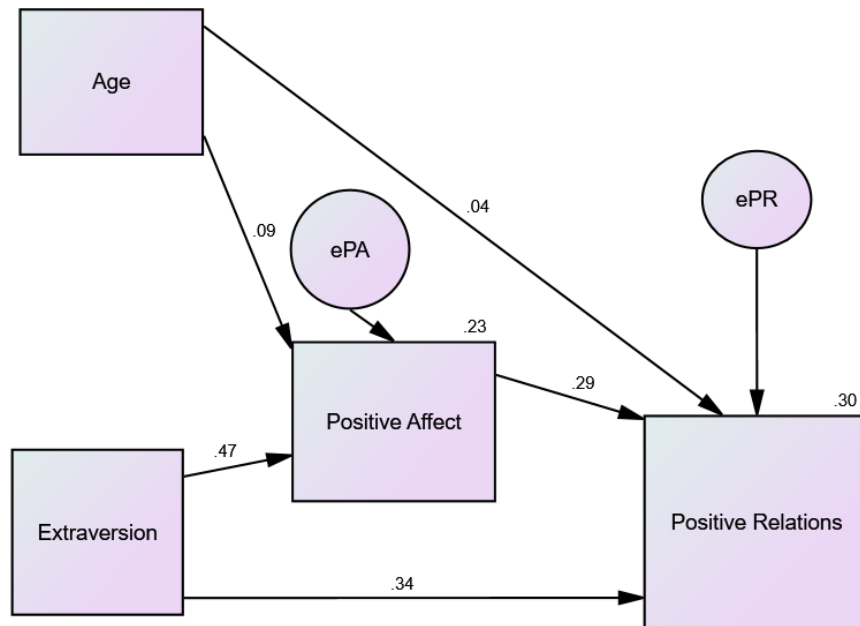 Age
ePR
.04
.09
ePA
.23
.29
.30
Positive Affect
.47
Positive Relations
Extraversion
.34